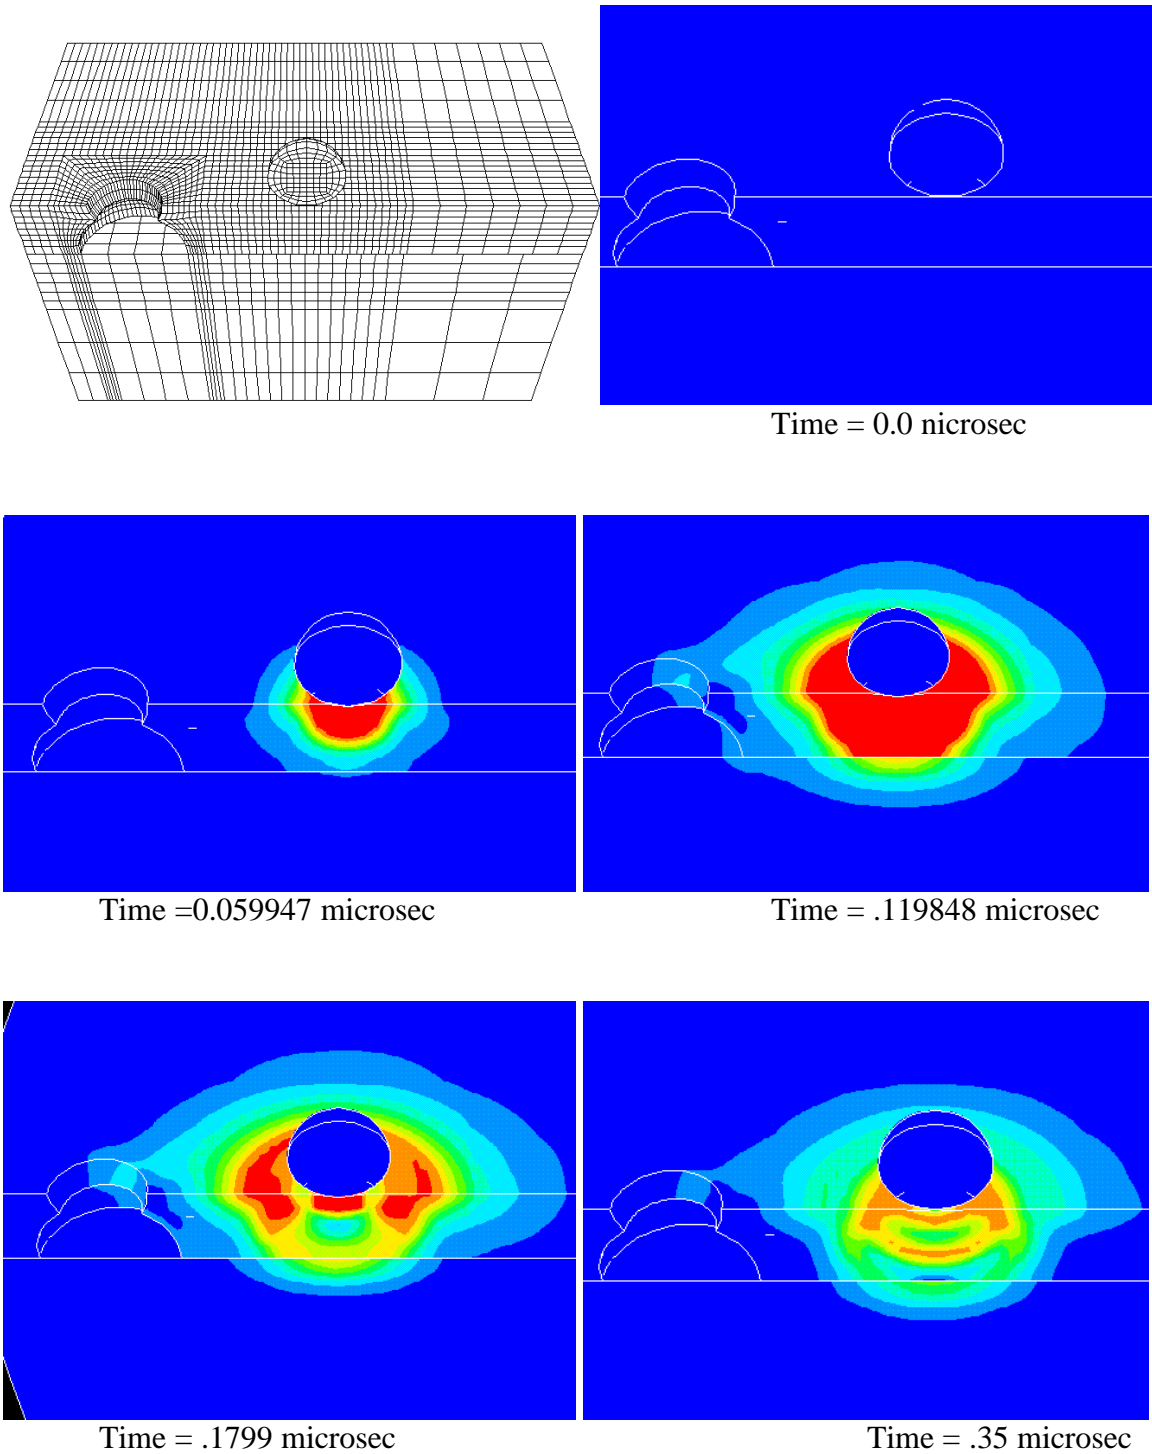 Time = 0.0 nicrosec
Time =0.059947 microsec
Time = .119848 microsec
Time = .1799 microsec
Time = .35 microsec